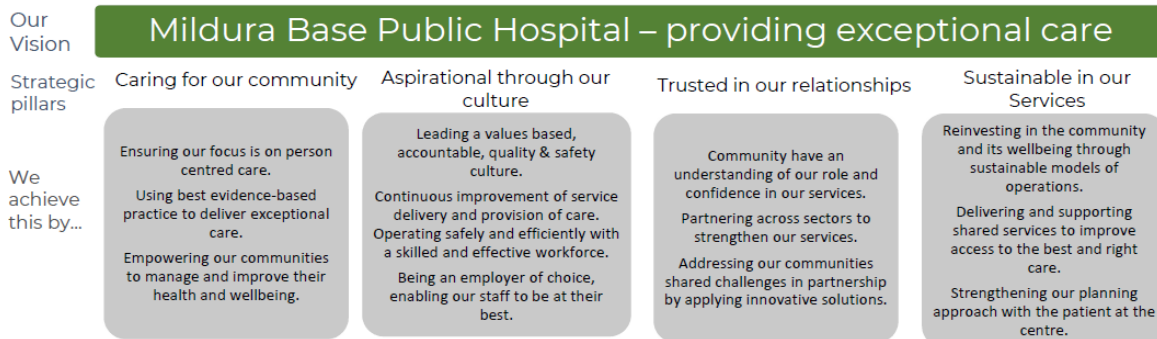 Our
Vision
Mildura Base Public Hospital – providing exceptional care
Strategic
pillars
Caring for our community
Aspirational through our
culture
Trusted in our relationships
Sustainable in our
Services
We
achieve
this by...
Ensuring our focus is on person
centred care.
Using best evidence-based
practice to deliver exceptional
care.
Empowering our communities
to manage and improve their
health and wellbeing.
Leading a values based,
accountable, quality & safety
culture.
Continuous improvement of service
delivery and provision of care.
Operating safely and efficiently with
a skilled and effective workforce.
Being an employer of choice,
enabling our staff to be at their
best.
Community have an
understanding of our role and
confidence in our services.
Partnering across sectors to
strengthen our services.
Addressing our communities
shared challenges in partnership
by applying innovative solutions.
Reinvesting in the community
and its wellbeing through
sustainable models of
operations.
Delivering and supporting
shared services to improve
access to the best and right
care.
Strengthening our planning
approach with the patient at the
centre.